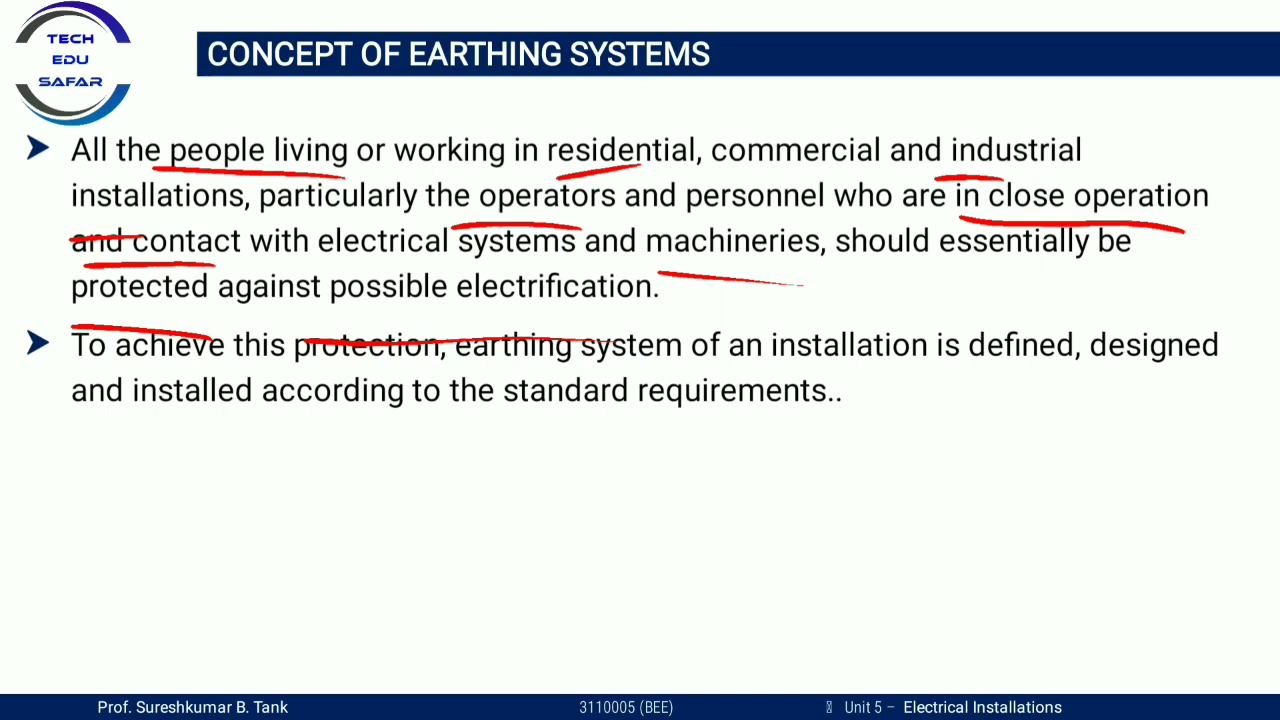 TECH
EDU
SAFAR
CONCEPT OF EARTHING SYSTEMS
All the people living or working in residential, commercial and industrial
installations, particularly the operators and personnel who are in close operation
and contact with electrical systems and machineries, should essentially be
protected against possible electrification.
To achieve this protection, earthing system of an installation is defined, designed
and installed according to the standard requirements..
Prof. Sureshkumar B. Tank 3110005 (BEE) Unit 5 – Electrical Installations